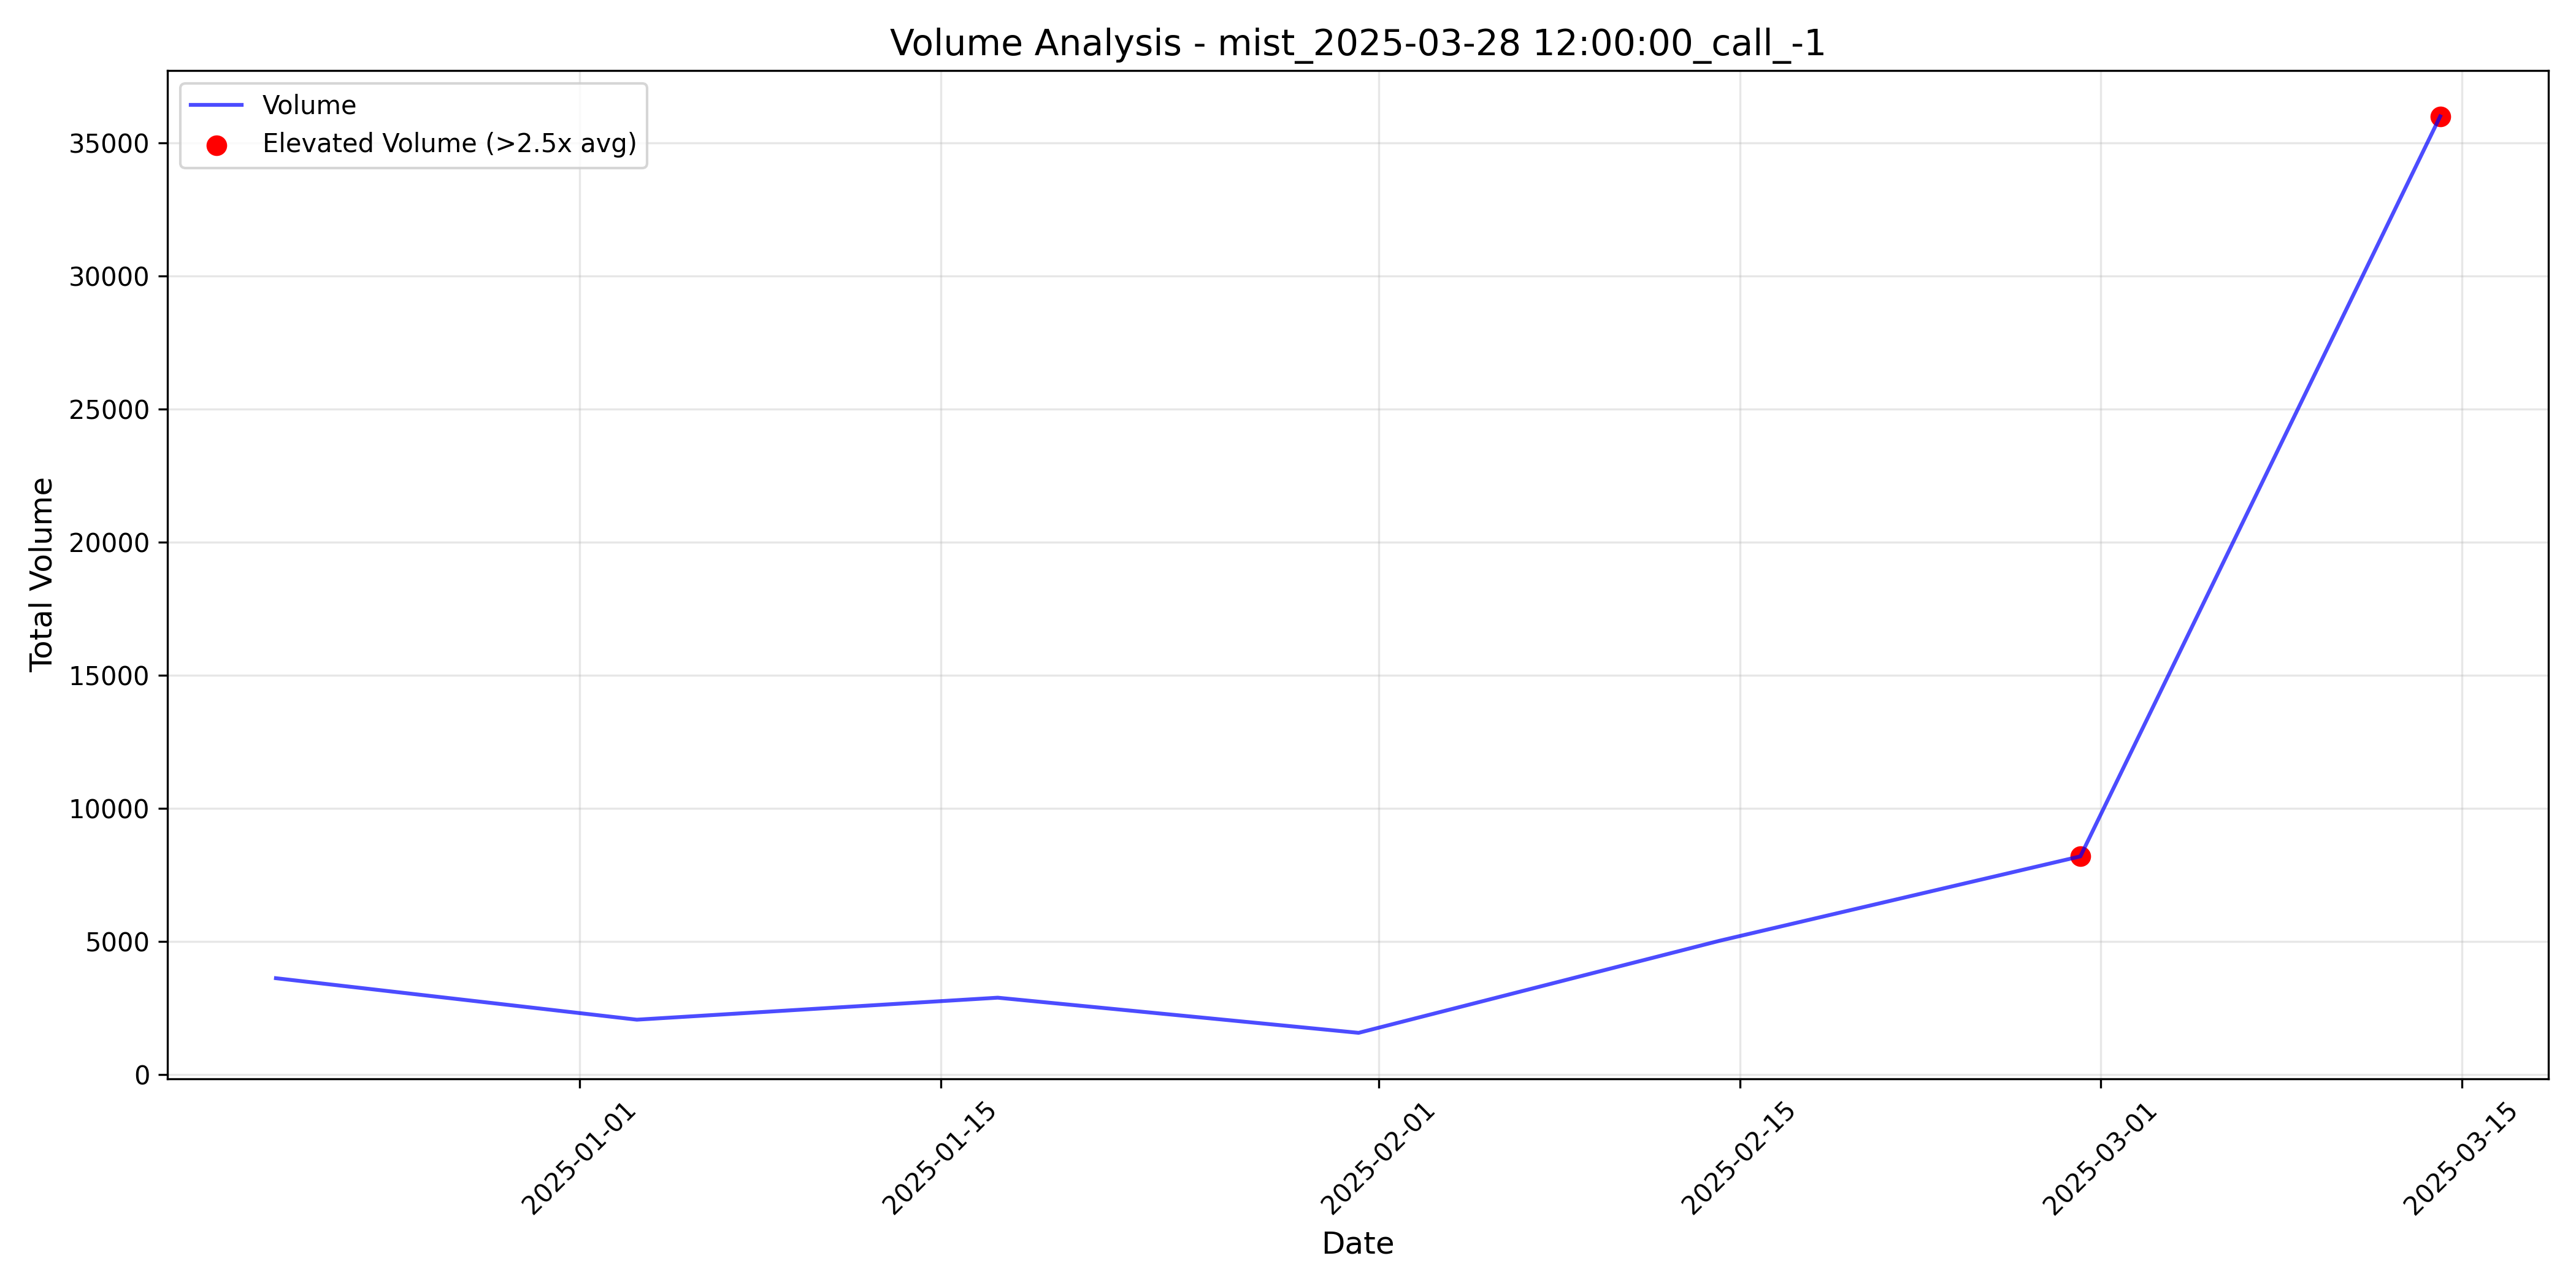 Volume Analysis - mist_2025-03-28 12:00:00_call_-1
Volume
Elevated Volume (>2.5x avg)
Total Volume
35000
30000
25000
20000
15000
10000
5000
0
2025-01-01
2025-01-15
2025-02-01
2025-02-15
2025-03-01
2025-03-15
Date